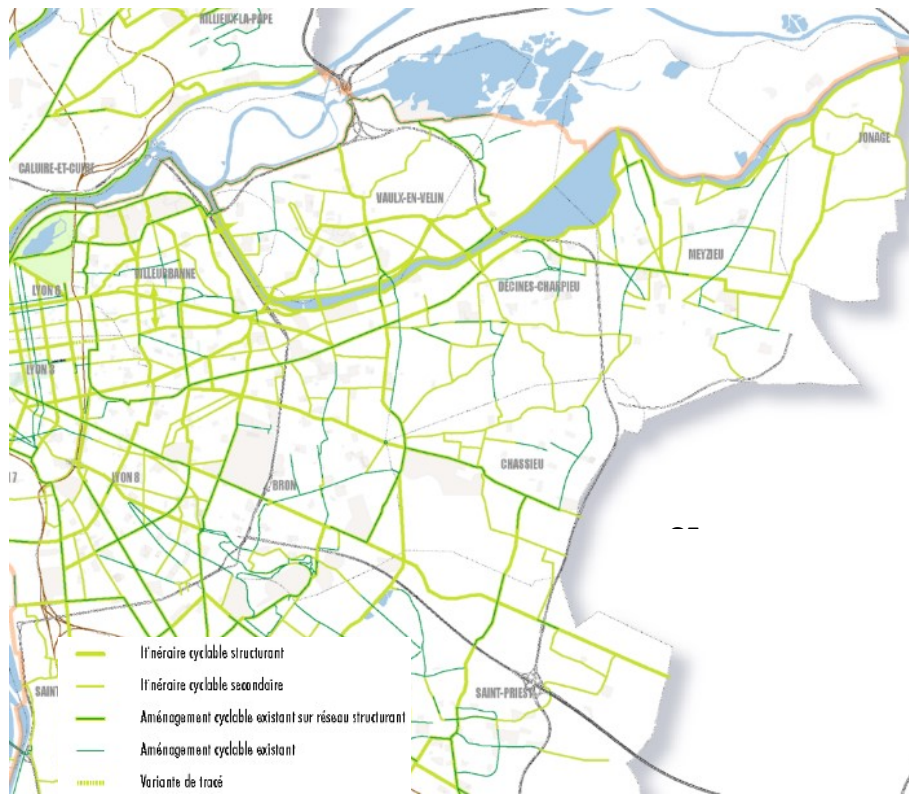 RILLIEUX-LA-PAPE
JONAGE
CALUIRE-ET-CUIRE
VAULX-EN-VELIN
MEYZIEU
VILLEURBANNE
LYON 6
DÉCINES-CHARPIEU
LYON 3
CHASSIEU
LYON 8
BRON
SAINT-PRIEST
SAINT
Itinéraire cyclable structurant
Itinéraire cyclable secondaire
Aménagement cyclable existant sur réseau structurant
Aménagement cyclable existant
Variante de tracé